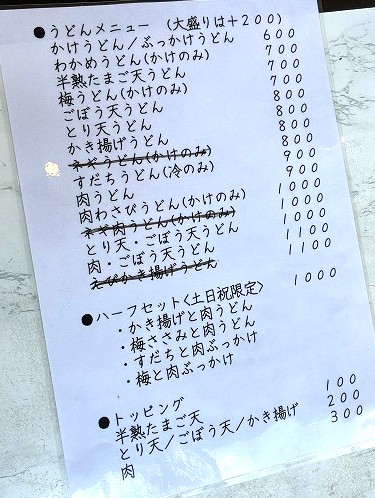 ●うどんメニュー (大盛りは+200)
かけうどん/ぶっかけうどん 600
わかめうどん(かけのみ) 700
半熟たまご天うどん 700
梅うどん(かけのみ) 700
ごぼう天うどん 800
とり天うどん 800
かき揚げうどん 800
ネギうどん(かけのみ) 800
すだちうどん(冷のみ) 900
肉うどん 900
肉わさびうどん(かけのみ) 1000
ネギ肉うどん(かけのみ) 1000
とり天・ごぼう天うどん 1000
肉・ごぼう天うどん 1100
えびかき揚げうどん 1100
●ハーフセット<土日祝限定> 1000
・かき揚げと肉うどん
・梅ささみと肉うどん
・すだちと肉ぶっかけ
・梅と肉ぶっかけ
●トッピング
半熟たまご天 100
とり天/ごぼう天/かき揚げ 200
肉 300